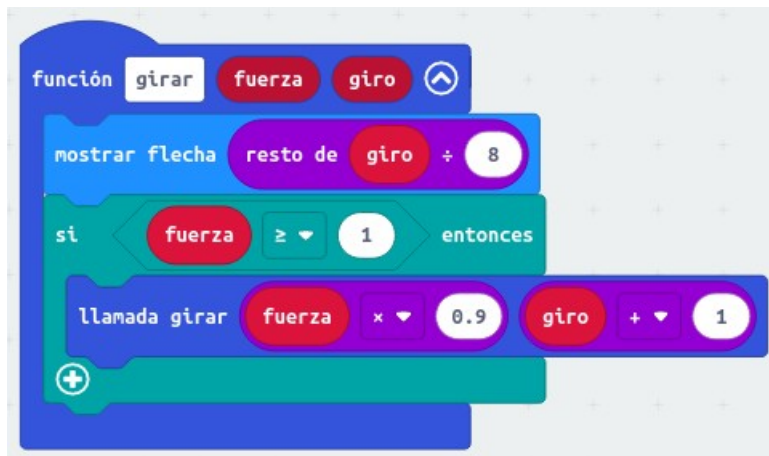 función girar fuerza giro
mostrar flecha resto de giro ÷ 8
si fuerza ≥ 1 entonces
llamada girar fuerza × 0.9 giro + 1